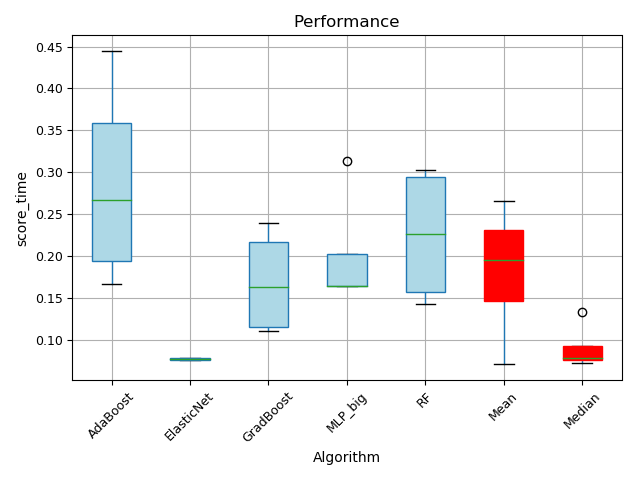 Performance
score_time
0.45
0.40
0.35
0.30
0.25
0.20
0.15
0.10
AdaBoost
ElasticNet
GradBoost
MLP_big
RF
Mean
Median
Algorithm